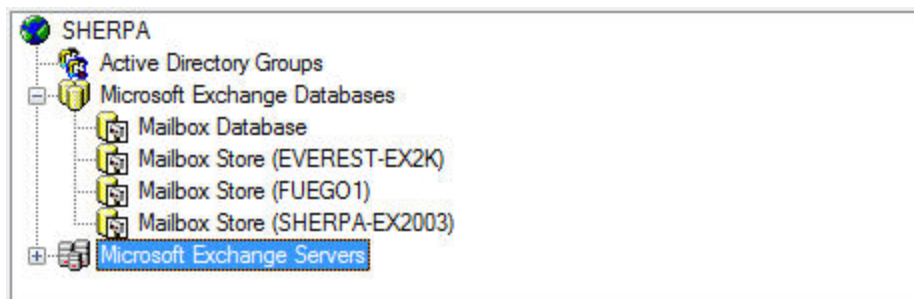 SHERPA
Active Directory Groups
Microsoft Exchange Databases
Mailbox Database
Mailbox Store (EVEREST-EX2K)
Mailbox Store (FUEGO1)
Mailbox Store (SHERPA-EX2003)
Microsoft Exchange Servers